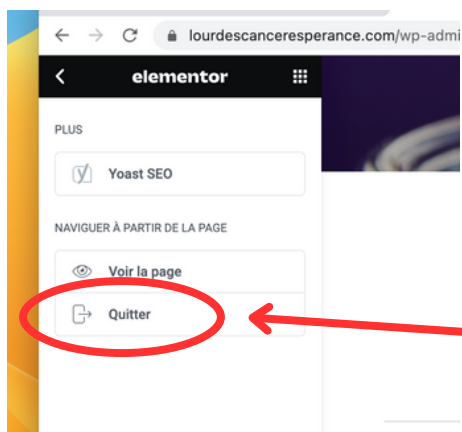 lourdescanceresperance.com/wp-admi
elementor
PLUS
Yoast SEO
NAVIGUER À PARTIR DE LA PAGE
Voir la page
Quitter